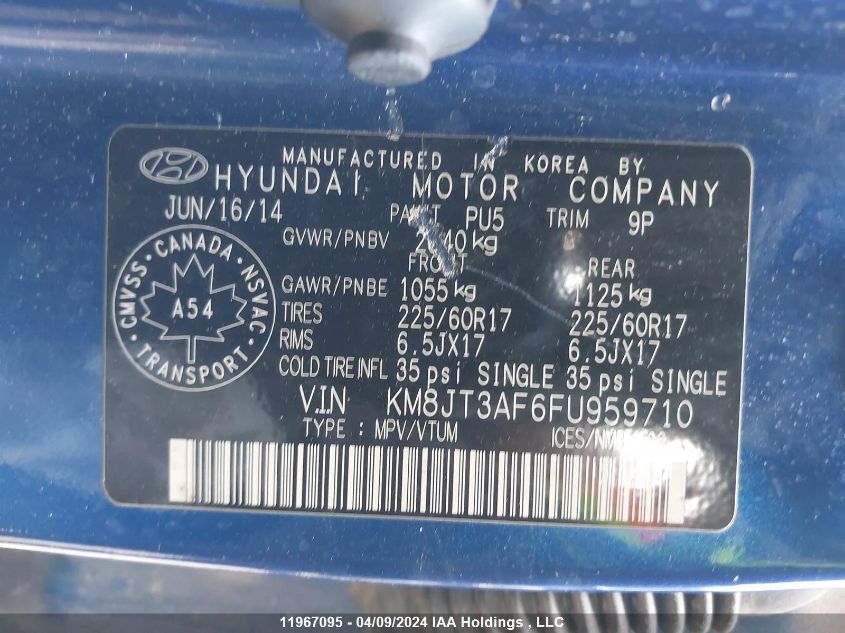 MANUFACTURED IN KOREA BY
HYUNDAI MOTOR COMPANY
JUN/16/14 PAINT PU5 TRIM 9P
GVWR/PNBV kg
FRONT REAR
GAWR/PNBE 1055 kg 1125 kg
TIRES 225/60R17 225/60R17
RIMS 6.5JX17 6.5JX17
COLD TIRE INFL 35 psi SINGLE 35 psi SINGLE
V.I.N KM8JT3AF6FU959710
TYPE : MPV/VTUM
CMVSS • CANADA • NSVAC • TRANSPORT •
A54
11967095 - 04/09/2024 IAA Holdings , LLC